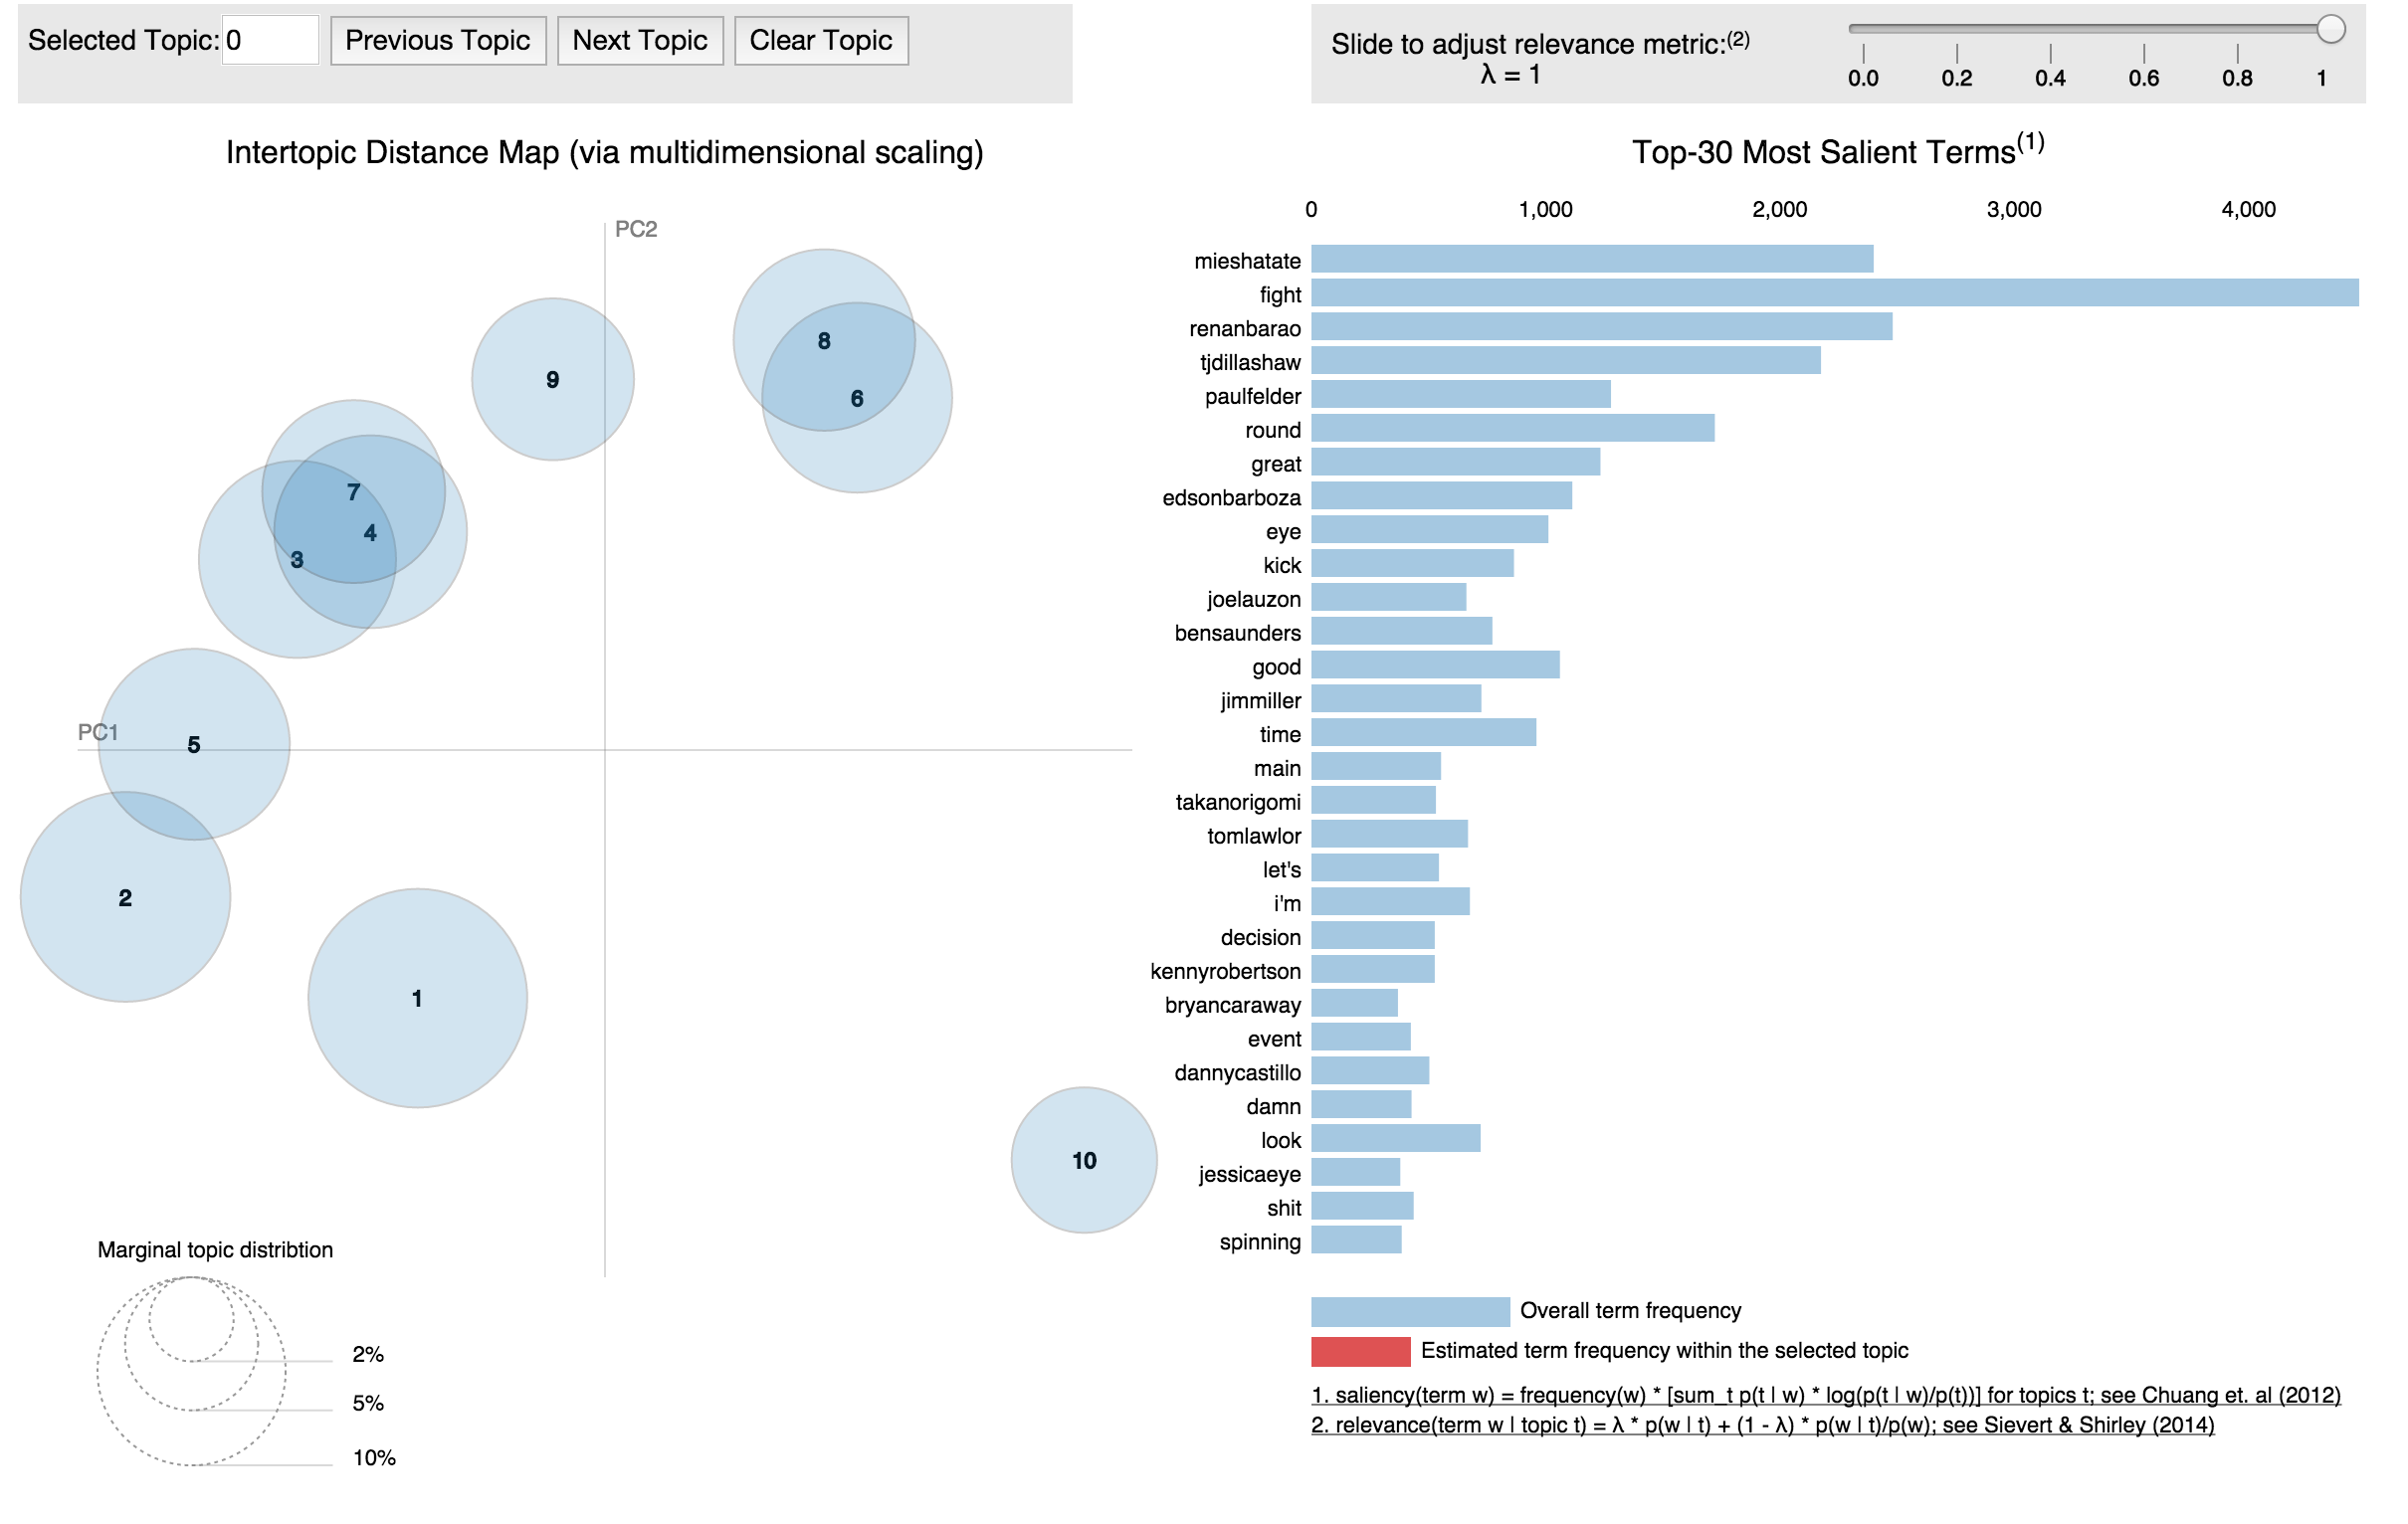 Selected Topic: 0 Previous Topic Next Topic Clear Topic
Slide to adjust relevance metric:(2)
λ = 1
0.0 0.2 0.4 0.6 0.8 1
Intertopic Distance Map (via multidimensional scaling)
PC2
PC1
8
9
6
7
4
3
5
2
1
10
Marginal topic distribtion
2%
5%
10%
Top-30 Most Salient Terms(1)
0 1,000 2,000 3,000 4,000
mieshatate
fight
renanbarao
tjdillashaw
paulfelder
round
great
edsonbarboza
eye
kick
joelauzon
bensaunders
good
jimmiller
time
main
takanorigomi
tomlawlor
let's
i'm
decision
kennyrobertson
bryancaraway
event
dannycastillo
damn
look
jessicaeye
shit
spinning
Overall term frequency
Estimated term frequency within the selected topic
1. saliency(term w) = frequency(w) * [sum_t p(t | w) * log(p(t | w)/p(t))] for topics t; see Chuang et. al (2012)
2. relevance(term w | topic t) = λ * p(w | t) + (1 - λ) * p(w | t)/p(w); see Sievert & Shirley (2014)